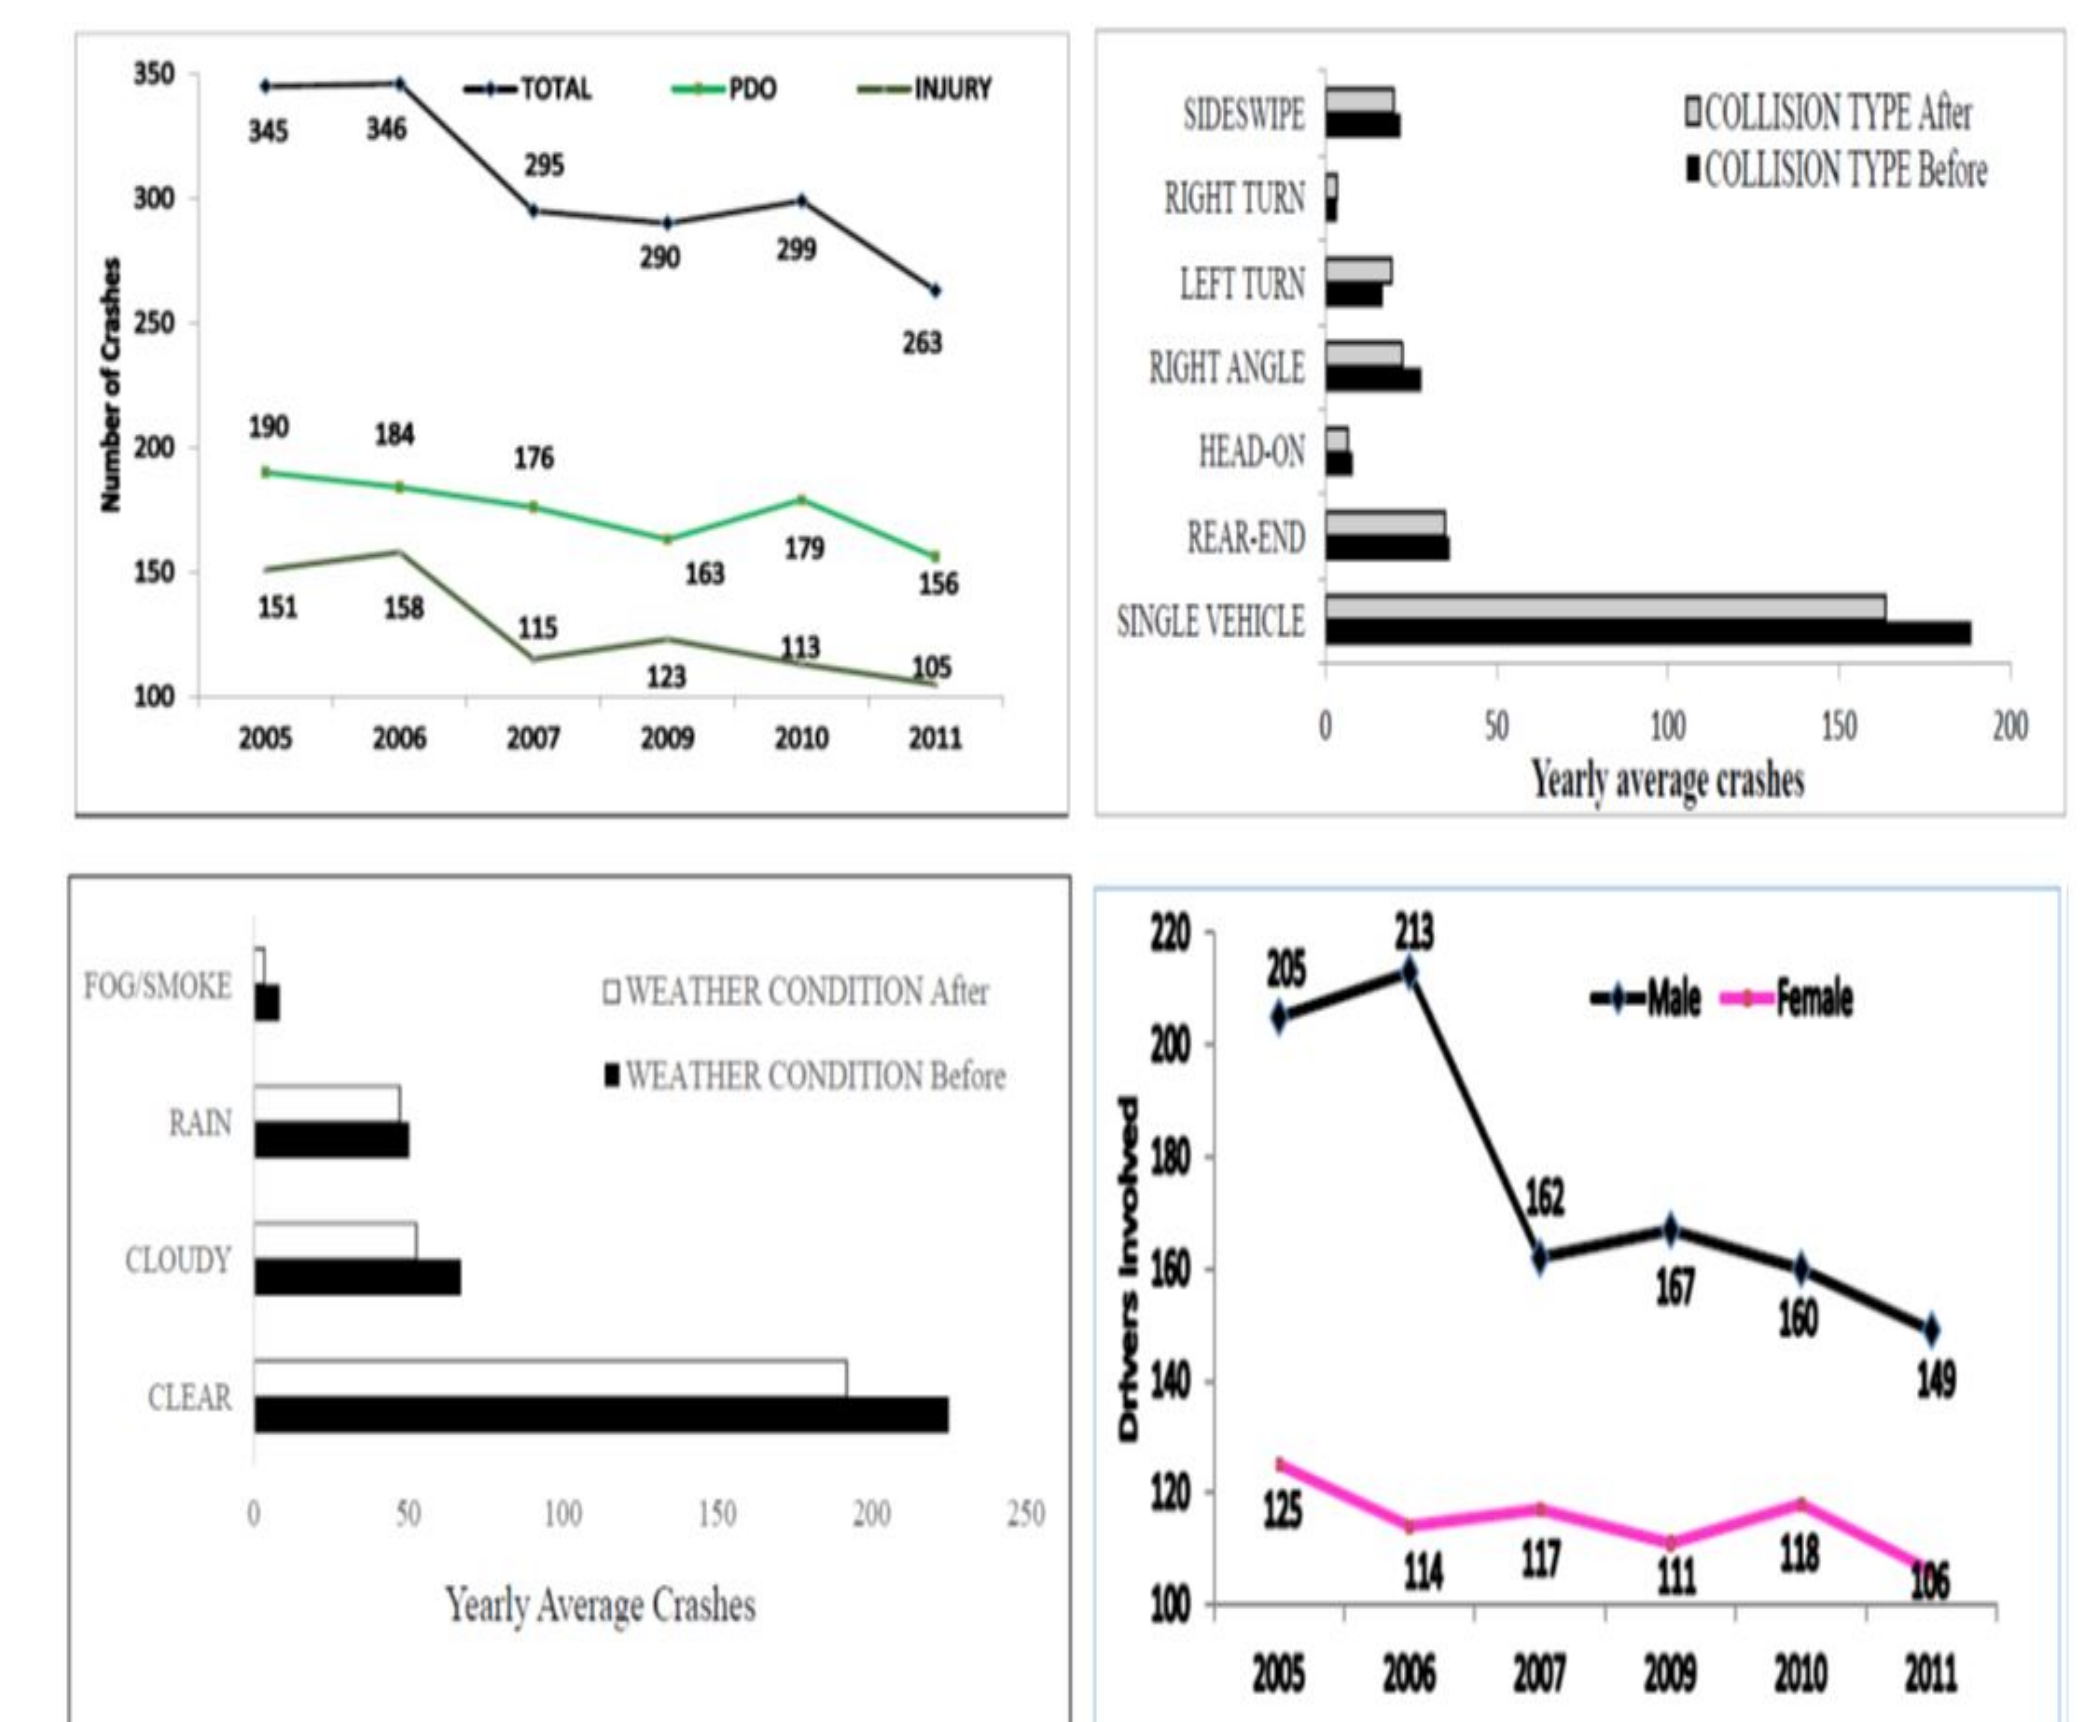 350
300
250
200
150
100
Number of Crashes
TOTAL PDO INJURY
345 346 295 290 299 263
190 184 176 163 179 156
151 158 115 123 113 105
2005 2006 2007 2009 2010 2011
SIDESWIPE
RIGHT TURN
LEFT TURN
RIGHT ANGLE
HEAD-ON
REAR-END
SINGLE VEHICLE
COLLISION TYPE After
COLLISION TYPE Before
0 50 100 150 200
Yearly average crashes
FOG/SMOKE
RAIN
CLOUDY
CLEAR
WEATHER CONDITION After
WEATHER CONDITION Before
0 50 100 150 200 250
Yearly Average Crashes
220
200
180
160
140
120
100
Drivers Involved
Male Female
205 213 162 167 160 149
125 114 117 111 118 106
2005 2006 2007 2009 2010 2011